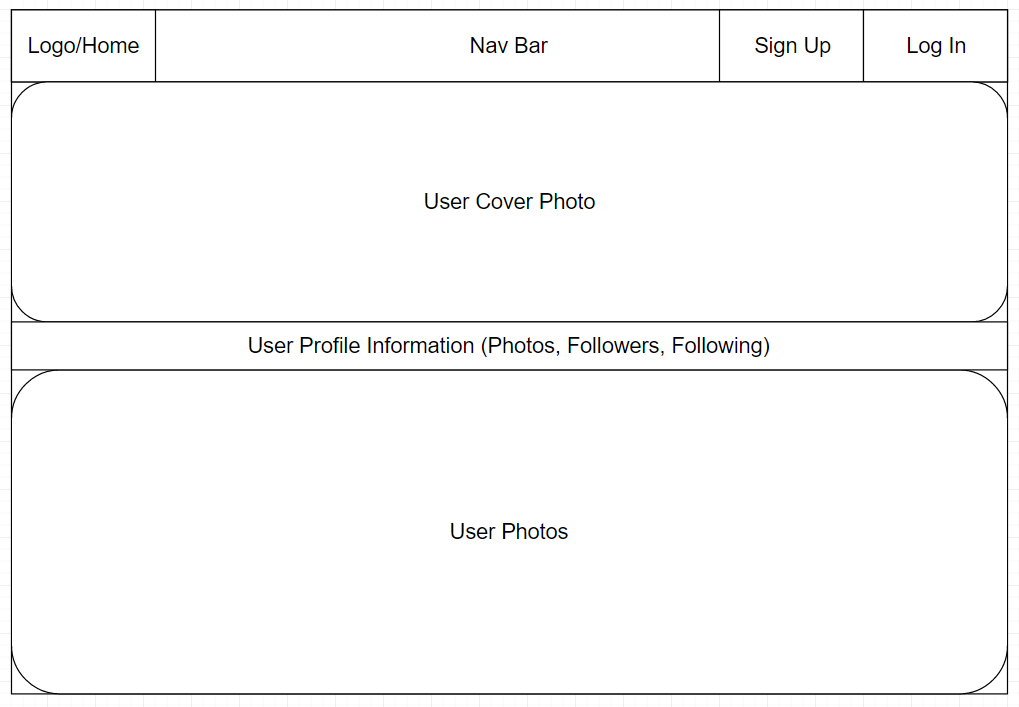 Logo/Home
Nav Bar
Sign Up
Log In
User Cover Photo
User Profile Information (Photos, Followers, Following)
User Photos